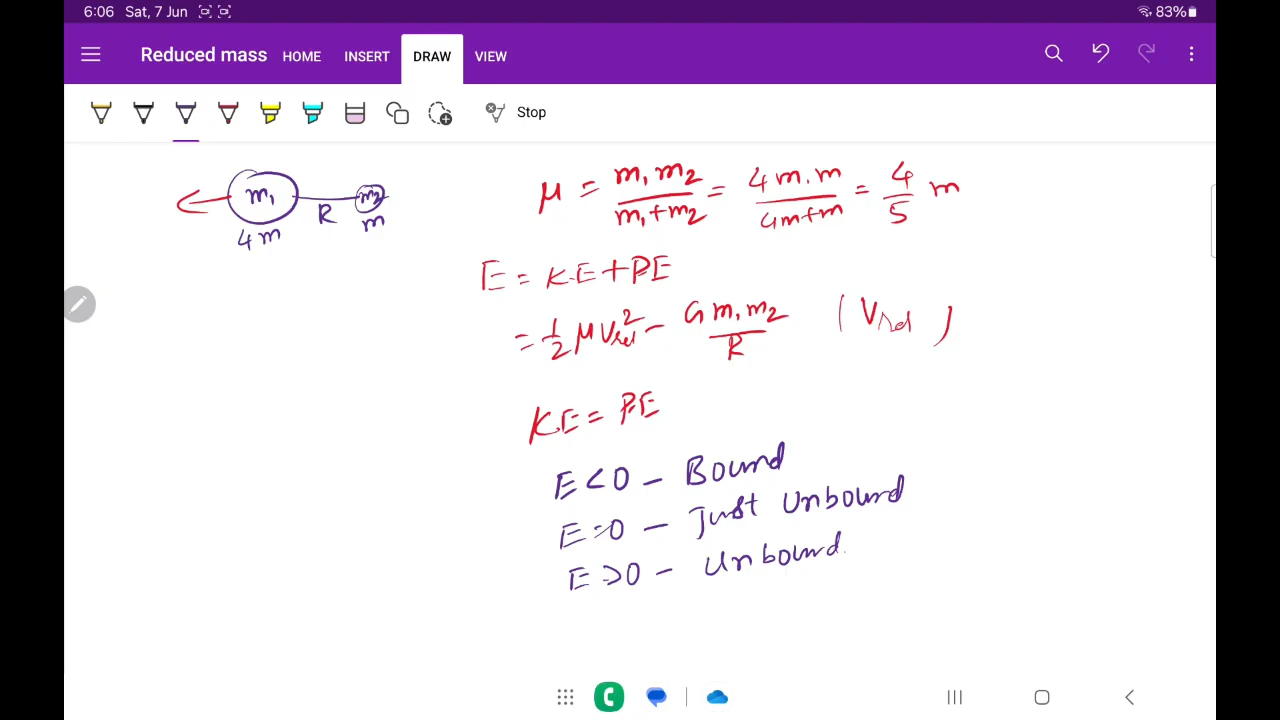 6:06 Sat, 7 Jun 83%
Reduced mass HOME INSERT DRAW VIEW
Stop
m₁ R m₂
4m m
μ = m₁m₂/m₁+m₂ = 4m.m/4m+m = 4/5 m
E = KE+PE
= 1/2 μVrel² - Gm₁m₂/R (Vrel)
KE = PE
E<0 - Bound
E=0 - Just Unbound
E>0 - Unbound